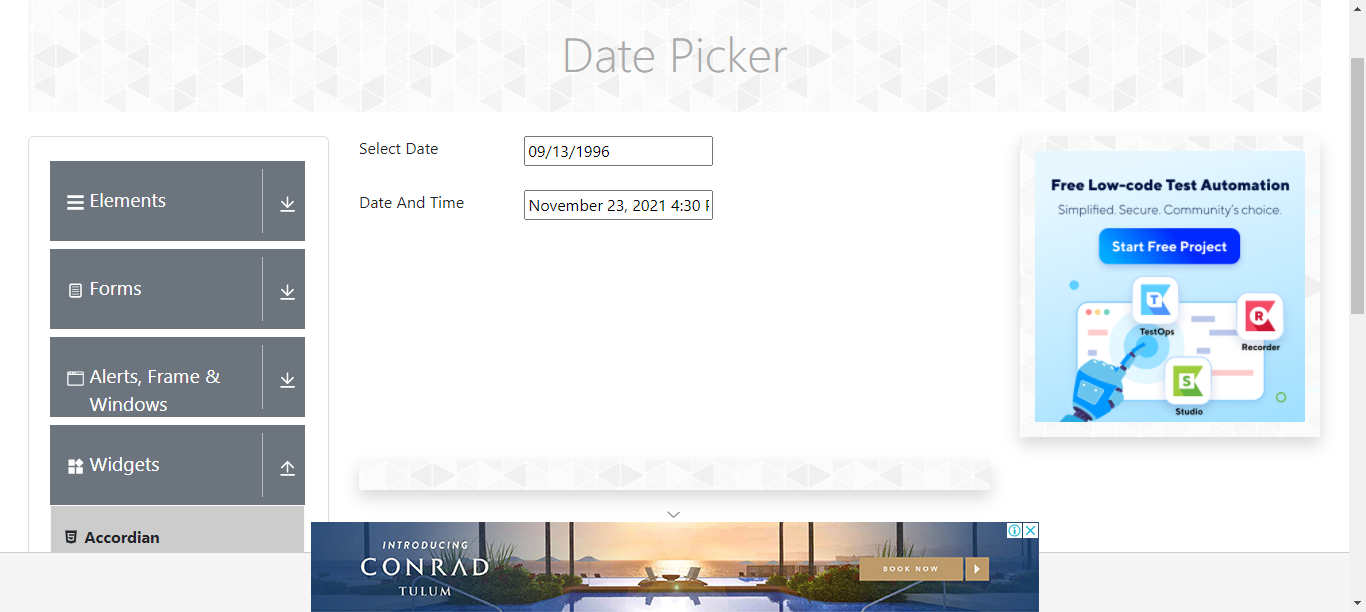 Date Picker
Elements
Forms
Alerts, Frame &
Windows
Widgets
Accordian
Select Date
09/13/1996
Date And Time
November 23, 2021 4:30
Free Low-code Test Automation
Simplified. Secure. Community's choice.
Start Free Project
T
TestOps
R
Recorder
S
Studio
INTRODUCING
CONRAD
TULUM
BOOK NOW